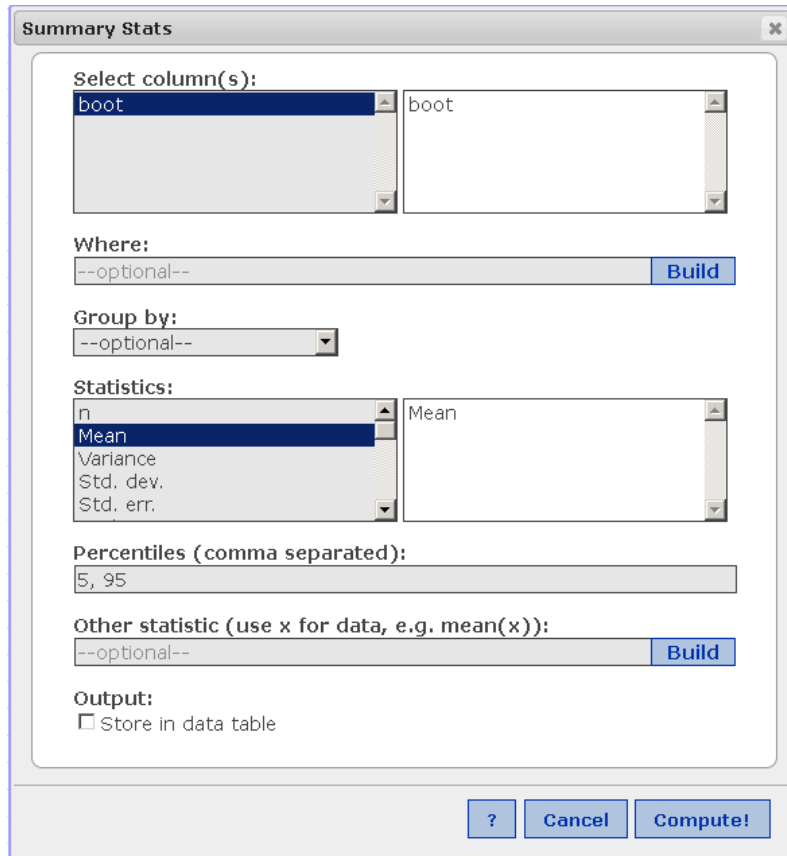 Summary Stats
Select column(s):
boot boot
Where:
--optional-- Build
Group by:
--optional--
Statistics:
n
Mean
Variance
Std. dev.
Std. err.
Mean
Percentiles (comma separated):
5, 95
Other statistic (use x for data, e.g. mean(x)):
--optional-- Build
Output:
Store in data table
? Cancel Compute!